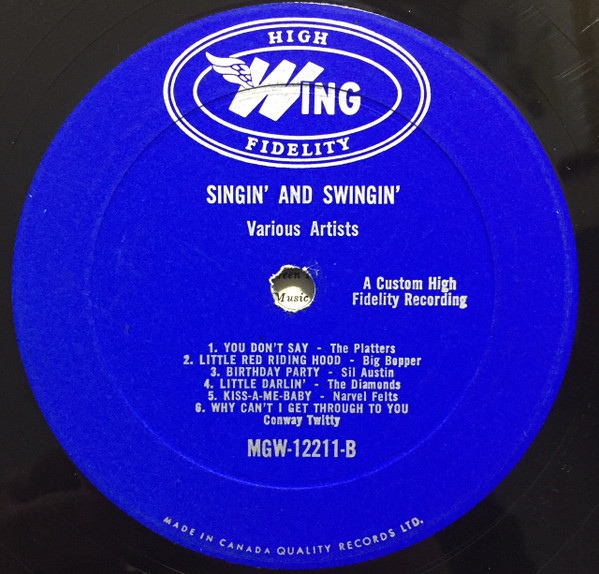 HIGH
WING
FIDELITY
SINGIN' AND SWINGIN'
Various Artists
A Custom High
Fidelity Recording
Music
1. YOU DON'T SAY - The Platters
2. LITTLE RED RIDING HOOD - Big Bopper
3. BIRTHDAY PARTY - Sil Austin
4. LITTLE DARLIN' - The Diamonds
5. KISS-A-ME-BABY - Narvel Felts
6. WHY CAN'T I GET THROUGH TO YOU
Conway Twitty
MGW-12211-B
MADE IN CANADA QUALITY RECORDS LTD.